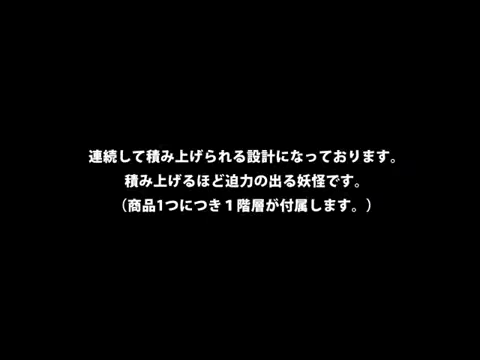 連続して積み上げられる設計になっております。
積み上げるほど迫力の出る妖怪です。
（商品1つにつき１階層が付属します。）